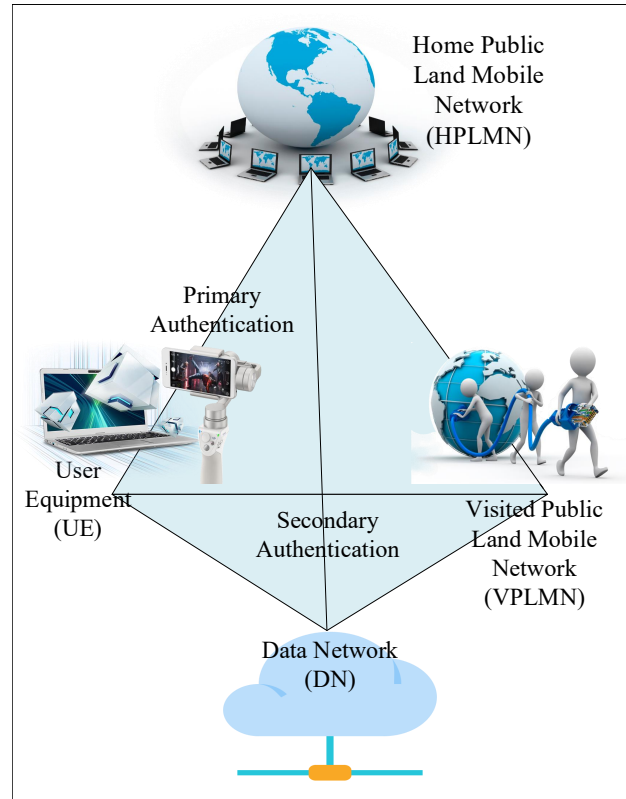 Home Public
Land Mobile
Network
(HPLMN)
Primary
Authentication
User
Equipment
(UE)
Secondary
Authentication
Visited Public
Land Mobile
Network
(VPLMN)
Data Network
(DN)